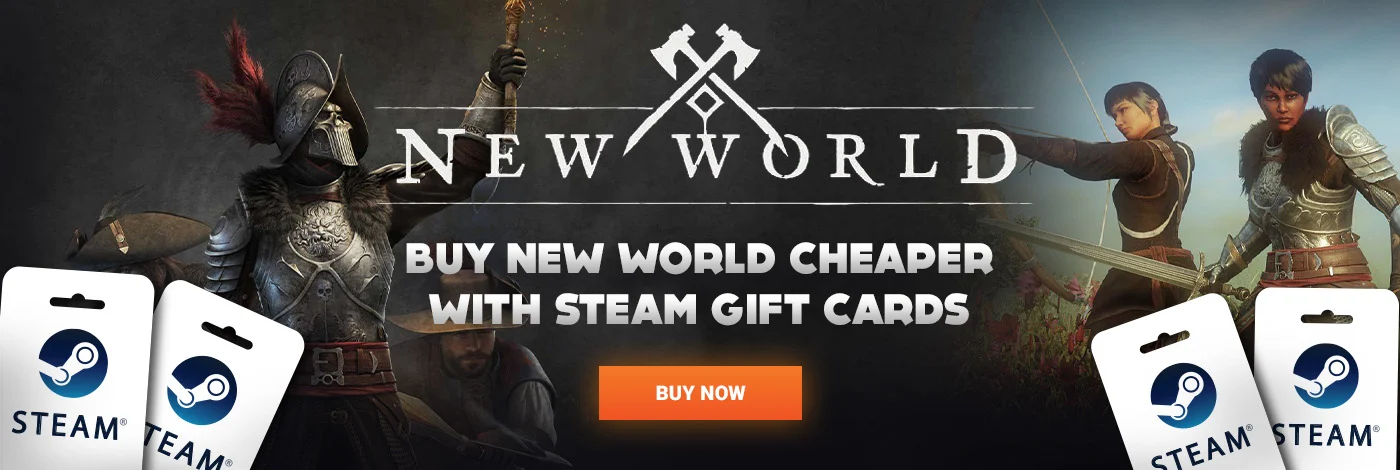 NEW WORLD
BUY NEW WORLD CHEAPER
WITH STEAM GIFT CARDS
BUY NOW
STEAM®
STEAM®
STEAM®
STEAM®